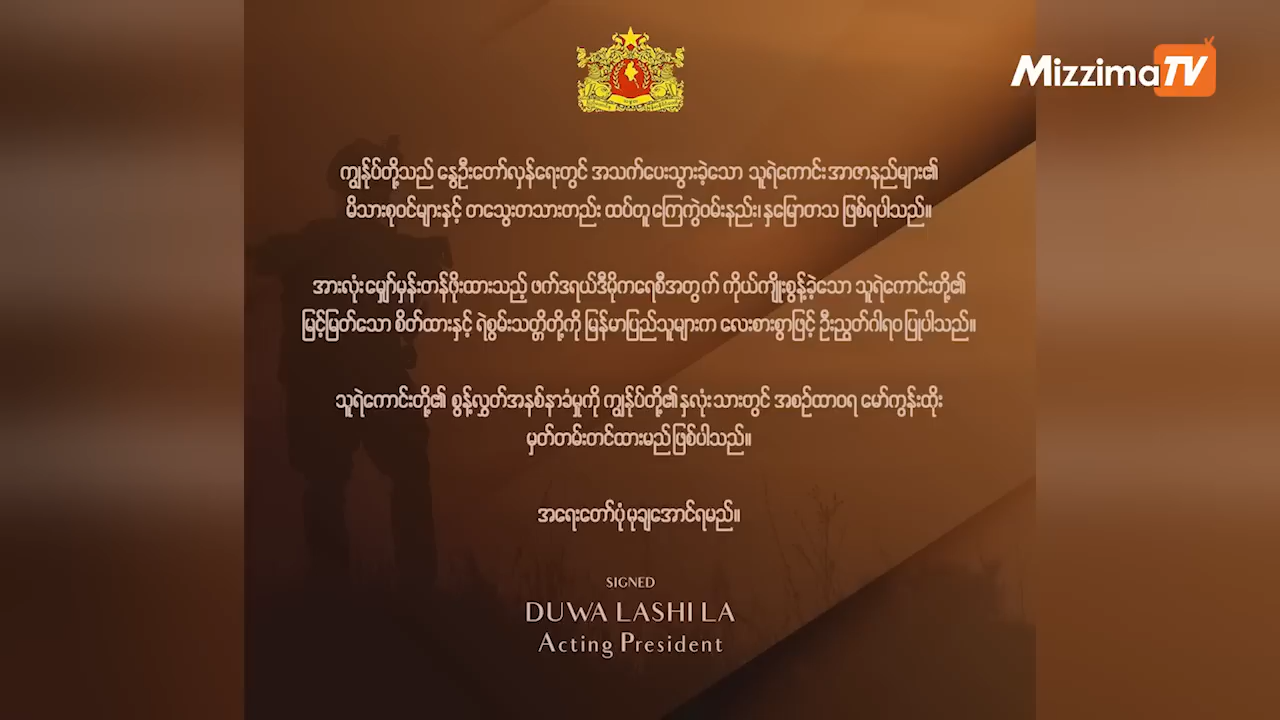 Mizzima TV
ကျွန်ုပ်တို့သည် နွေဦးတော်လှန်ရေးတွင် အသက်ပေးသွားခဲ့သော သူရဲကောင်းအာဇာနည်များ၏
မိသားစုဝင်များနှင့် တသွေးတသားတည်း ထပ်တူ ကြေကွဲဝမ်းနည်း၊ နှမြောတသ ဖြစ်ရပါသည်။
အားလုံး မျှော်မှန်းတန်ဖိုးထားသည့် ဖက်ဒရယ်ဒီမိုကရေစီအတွက် ကိုယ်ကျိုးစွန့်ခဲ့သော သူရဲကောင်းတို့၏
မြင့်မြတ်သော စိတ်ထားနှင့် ရဲစွမ်းသတ္တိတို့ကို မြန်မာပြည်သူများက လေးစားစွာဖြင့် ဦးညွှတ်ဂါရဝပြုပါသည်။
သူရဲကောင်းတို့၏ စွန့်လွှတ်အနစ်နာခံမှုကို ကျွန်ုပ်တို့၏ နှလုံးသားတွင် အစဉ်ထာဝရ မော်ကွန်းထိုး
မှတ်တမ်းတင်ထားမည်ဖြစ်ပါသည်။
အရေးတော်ပုံ မုချအောင်ရမည်။
SIGNED
DUWA LASHI LA
Acting President